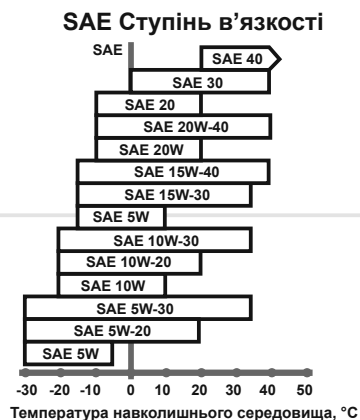 SAE Ступінь в’язкості
SAE
SAE 40
SAE 30
SAE 20
SAE 20W-40
SAE 20W
SAE 15W-40
SAE 15W-30
SAE 5W
SAE 10W-30
SAE 10W-20
SAE 10W
SAE 5W-30
SAE 5W-20
SAE 5W
-30 -20 -10 0 10 20 30 40 50
Температура навколишнього середовища, °C